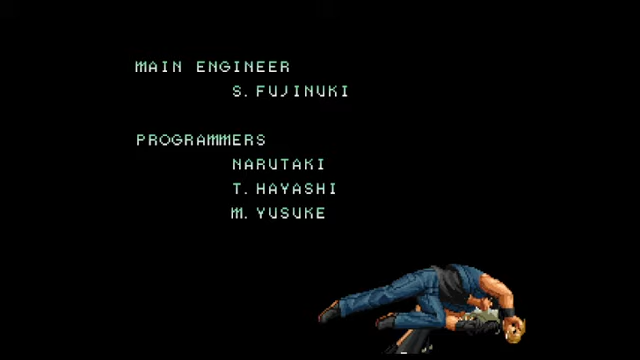 MAIN ENGINEER
S. FUJINUKI
PROGRAMMERS
NARUTAKI
T. HAYASHI
M. YUSUKE